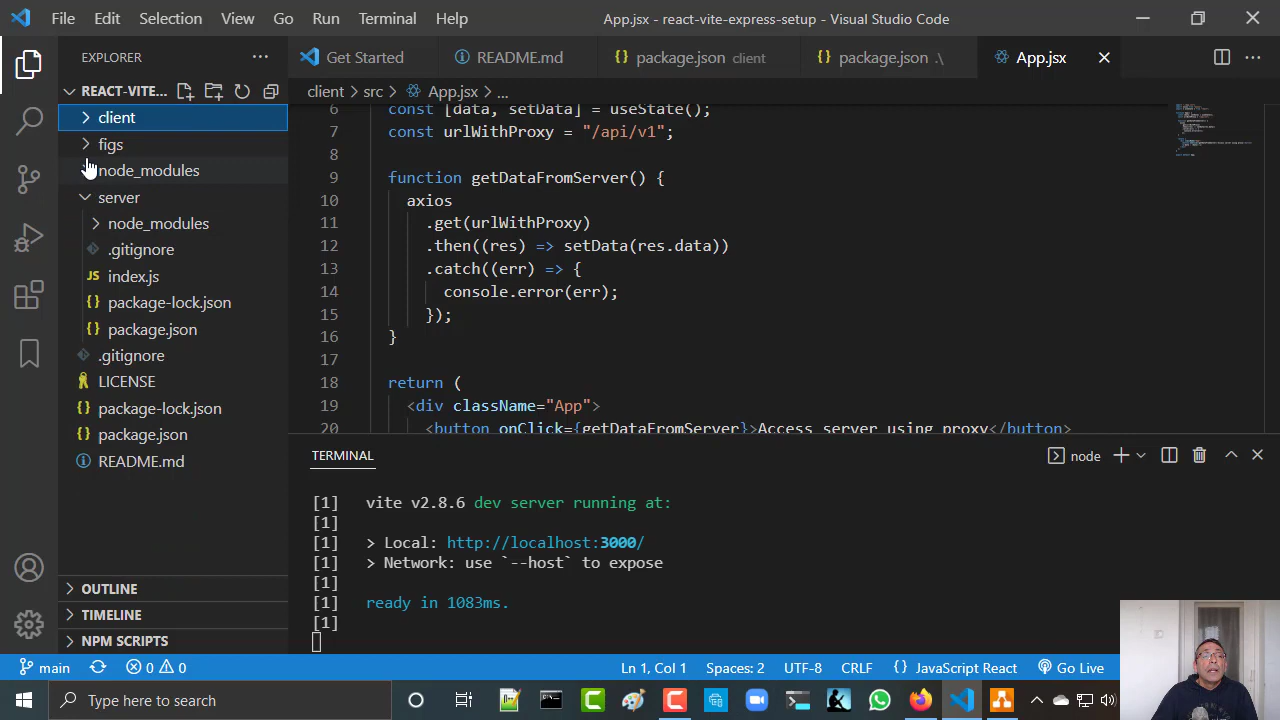 File Edit Selection View Go Run Terminal Help
App.jsx - react-vite-express-setup - Visual Studio Code
EXPLORER
Get Started
README.md
package.json client
package.json .\
App.jsx
REACT-VITE...
client > src > App.jsx > ...
client
figs
node_modules
server
node_modules
.gitignore
index.js
package-lock.json
package.json
.gitignore
LICENSE
package-lock.json
package.json
README.md
OUTLINE
TIMELINE
NPM SCRIPTS
6 const [data, setData] = useState();
7 const urlWithProxy = "/api/v1";
8
9 function getDataFromServer() {
10 axios
11 .get(urlWithProxy)
12 .then((res) => setData(res.data))
13 .catch((err) => {
14 console.error(err);
15 });
16 }
17
18 return (
19 <div className="App">
20 <button onClick={getDataFromServer}>Access server using proxy</button>
TERMINAL
node
[1] vite v2.8.6 dev server running at:
[1]
[1] > Local: http://localhost:3000/
[1] > Network: use `--host` to expose
[1]
[1] ready in 1083ms.
[1]
main
0 0
Ln 1, Col 1
Spaces: 2
UTF-8
CRLF
JavaScript React
Go Live
Type here to search